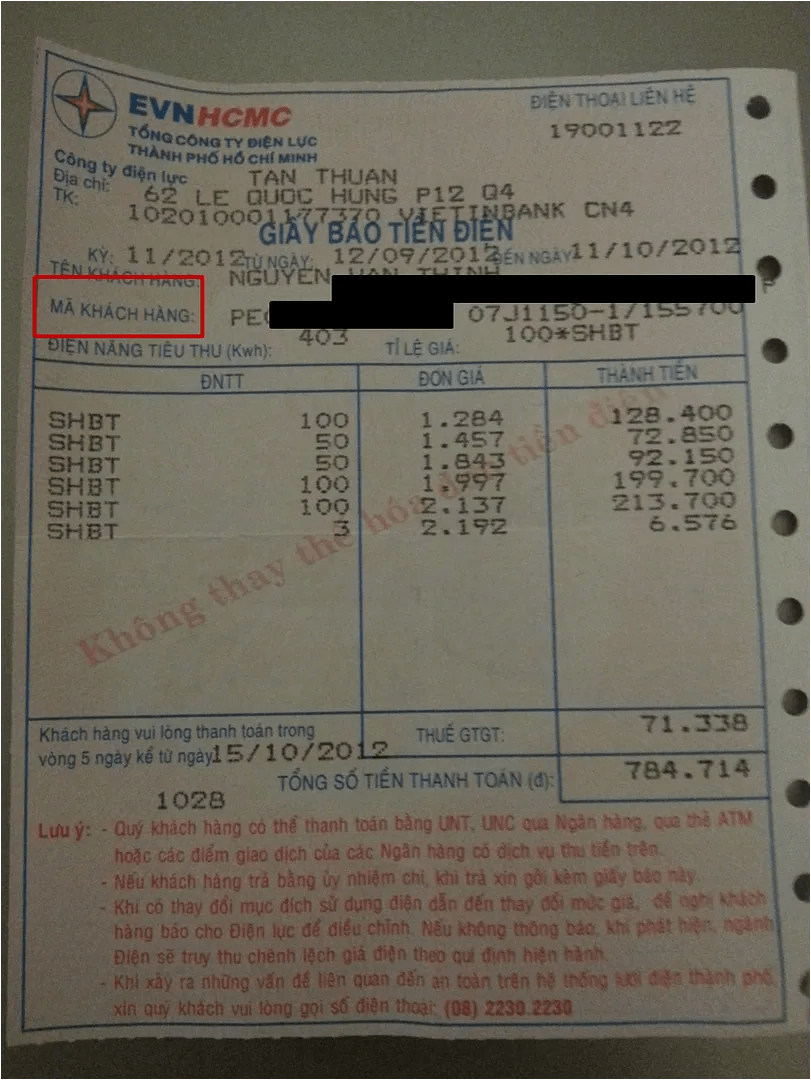 EVNHCMC
TỔNG CÔNG TY ĐIỆN LỰC
THÀNH PHỐ HỒ CHÍ MINH
ĐIỆN THOẠI LIÊN HỆ
19001122
Công ty điện lực TAN THUAN
Địa chỉ: 62 LE QUOC HUNG P12 Q4
TK: 102010001177370 VIETINBANK CN4
GIẤY BÁO TIỀN ĐIỆN
KỲ: 11/2012 TỪ NGÀY: 12/09/2012 ĐẾN NGÀY: 11/10/2012
TÊN KHÁCH HÀNG: NGUYEN VAN THINH
MÃ KHÁCH HÀNG: 07J1150-1/155700
ĐIỆN NĂNG TIÊU THỤ (Kwh): 403 TỈ LỆ GIÁ: 100*SHBT
ĐNTT ĐƠN GIÁ THÀNH TIỀN
SHBT 100 1.284 128.400
SHBT 50 1.457 72.850
SHBT 50 1.843 92.150
SHBT 100 1.997 199.700
SHBT 100 2.137 213.700
SHBT 3 2.192 6.576
Không thay thế hóa đơn tiền điện
Khách hàng vui lòng thanh toán trong
vòng 5 ngày kể từ ngày 15/10/2012
THUẾ GTGT: 71.338
TỔNG SỐ TIỀN THANH TOÁN (đ): 784.714
1028
Lưu ý: - Quý khách hàng có thể thanh toán bằng UNT, UNC qua Ngân hàng, qua thẻ ATM
hoặc các điểm giao dịch của các Ngân hàng có dịch vụ thu tiền trên.
- Nếu khách hàng trả bằng ủy nhiệm chi, khi trả xin gởi kèm giấy báo này.
- Khi có thay đổi mục đích sử dụng điện dẫn đến thay đổi mức giá, đề nghị khách
hàng báo cho Điện lực để điều chỉnh. Nếu không thông báo, khi phát hiện, ngành
Điện sẽ truy thu chênh lệch giá điện theo qui định hiện hành.
- Khi xảy ra những vấn đề liên quan đến an toàn trên hệ thống lưới điện thành phố,
xin quý khách vui lòng gọi số điện thoại: (08) 2230.2230